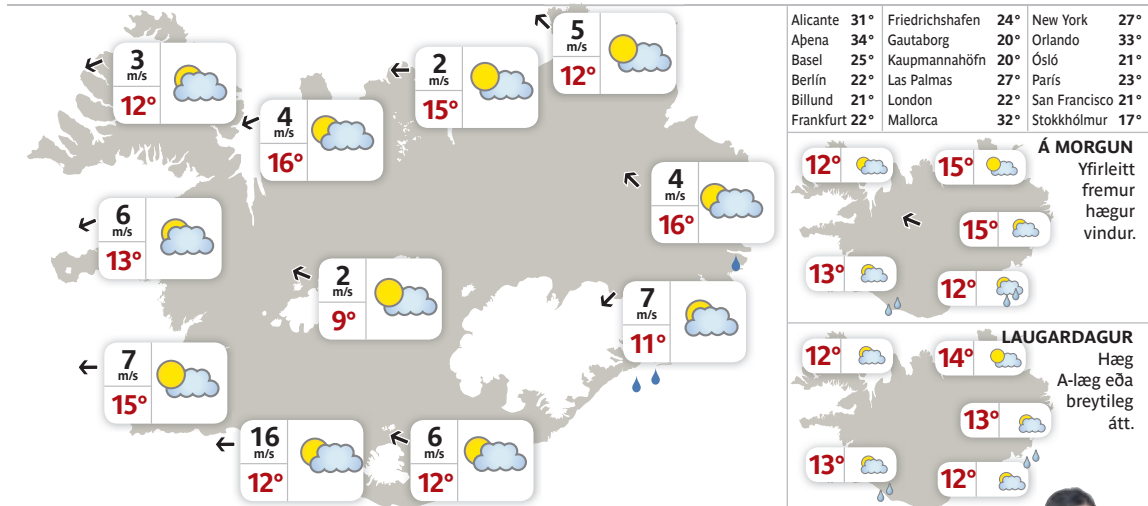 3
m/s
12°
4
m/s
16°
2
m/s
15°
5
m/s
12°
6
m/s
13°
4
m/s
16°
2
m/s
9°
7
m/s
11°
7
m/s
15°
16
m/s
12°
6
m/s
12°
Alicante 31° Friedrichshafen 24° New York 27°
Aþena 34° Gautaborg 20° Orlando 33°
Basel 25° Kaupmannahöfn 20° Ósló 21°
Berlín 22° Las Palmas 27° París 23°
Billund 21° London 22° San Francisco 21°
Frankfurt 22° Mallorca 32° Stokkhólmur 17°
Á MORGUN
Yfirleitt
fremur
hægur
vindur.
12°
15°
15°
13°
12°
LAUGARDAGUR
Hæg
A-læg eða
breytileg
átt.
12°
14°
13°
13°
12°